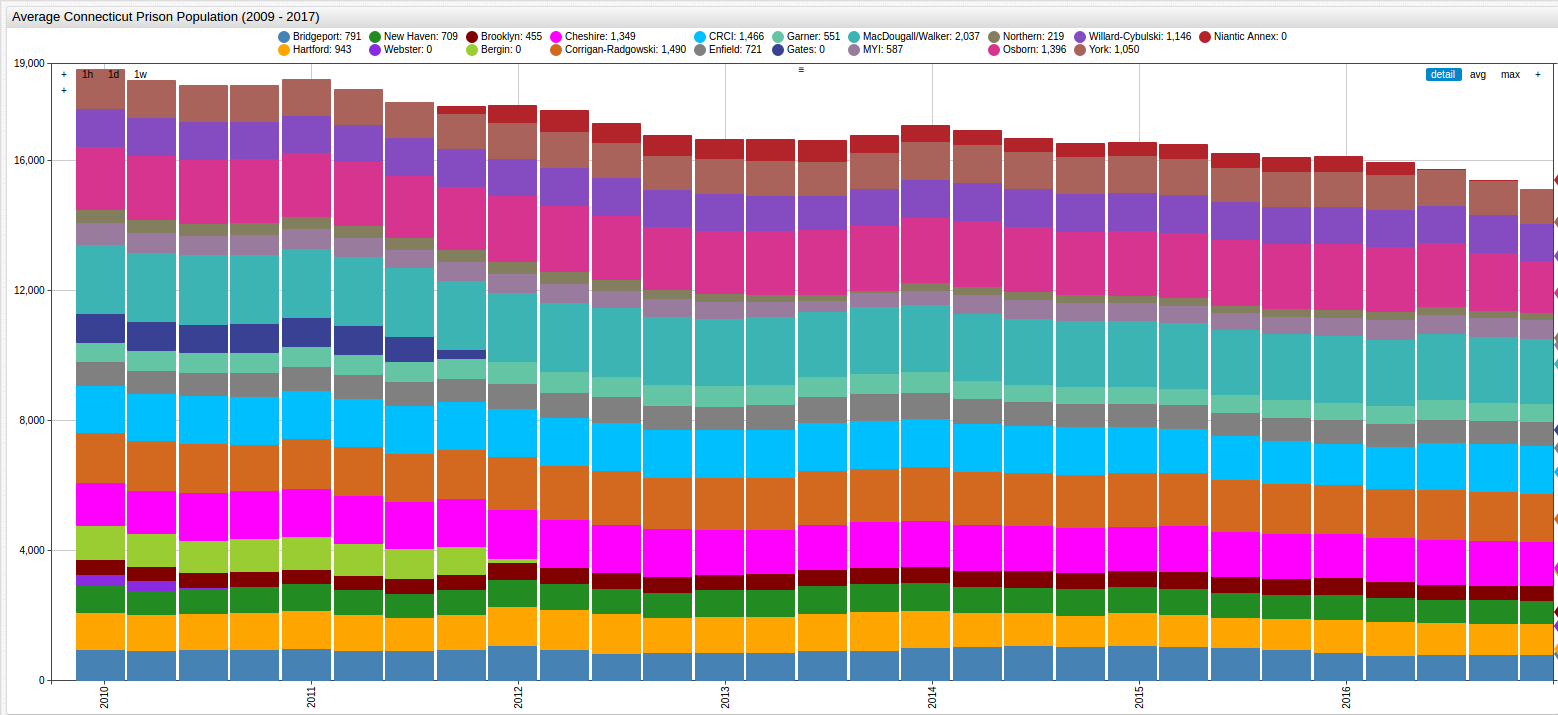 Average Connecticut Prison Population (2009 - 2017)
Bridgeport: 791 New Haven: 709 Brooklyn: 455 Cheshire: 1,349 CRCI: 1,466 Garner: 551 MacDougall/Walker: 2,037 Northern: 219 Willard-Cybulski: 1,146 Niantic Annex: 0
Hartford: 943 Webster: 0 Bergin: 0 Corrigan-Radgowski: 1,490 Enfield: 721 Gates: 0 MYI: 587 Osborn: 1,396 York: 1,050
19,000
+ 1h 1d 1w ≡ detail avg max +
+
16,000
12,000
8,000
4,000
0
2010 2011 2012 2013 2014 2015 2016